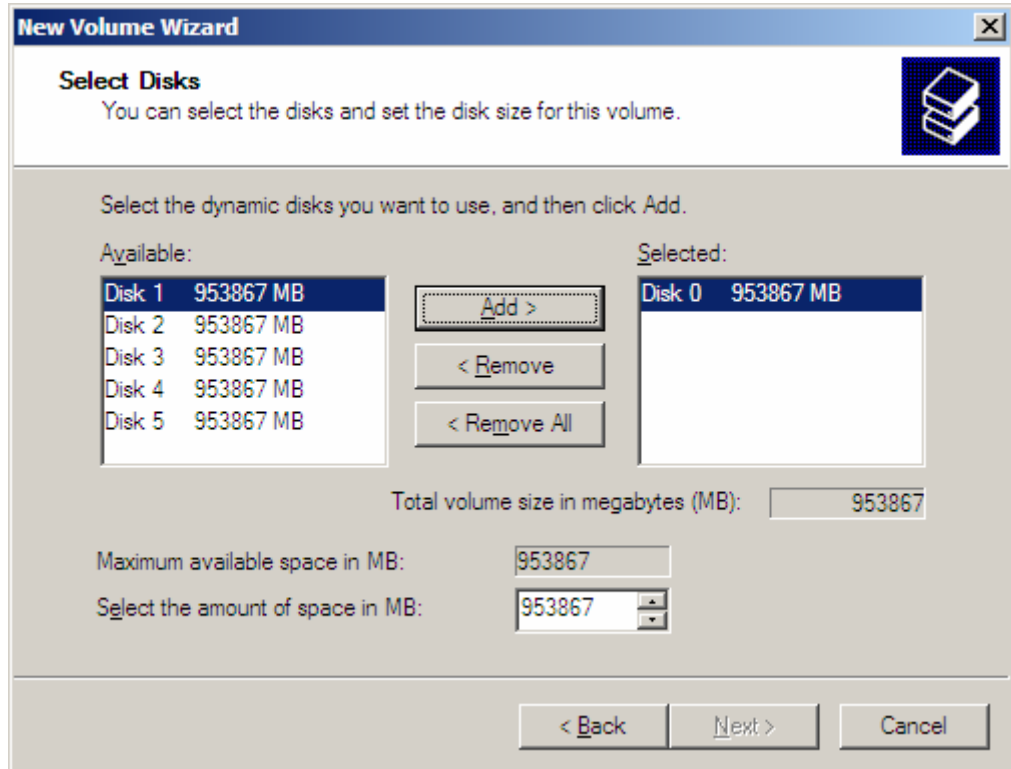 New Volume Wizard
Select Disks
You can select the disks and set the disk size for this volume.
Select the dynamic disks you want to use, and then click Add.
Available:
Selected:
Disk 1 953867 MB
Disk 2 953867 MB
Disk 3 953867 MB
Disk 4 953867 MB
Disk 5 953867 MB
Add >
< Remove
< Remove All
Disk 0 953867 MB
Total volume size in megabytes (MB): 953867
Maximum available space in MB: 953867
Select the amount of space in MB: 953867
< Back
Next >
Cancel